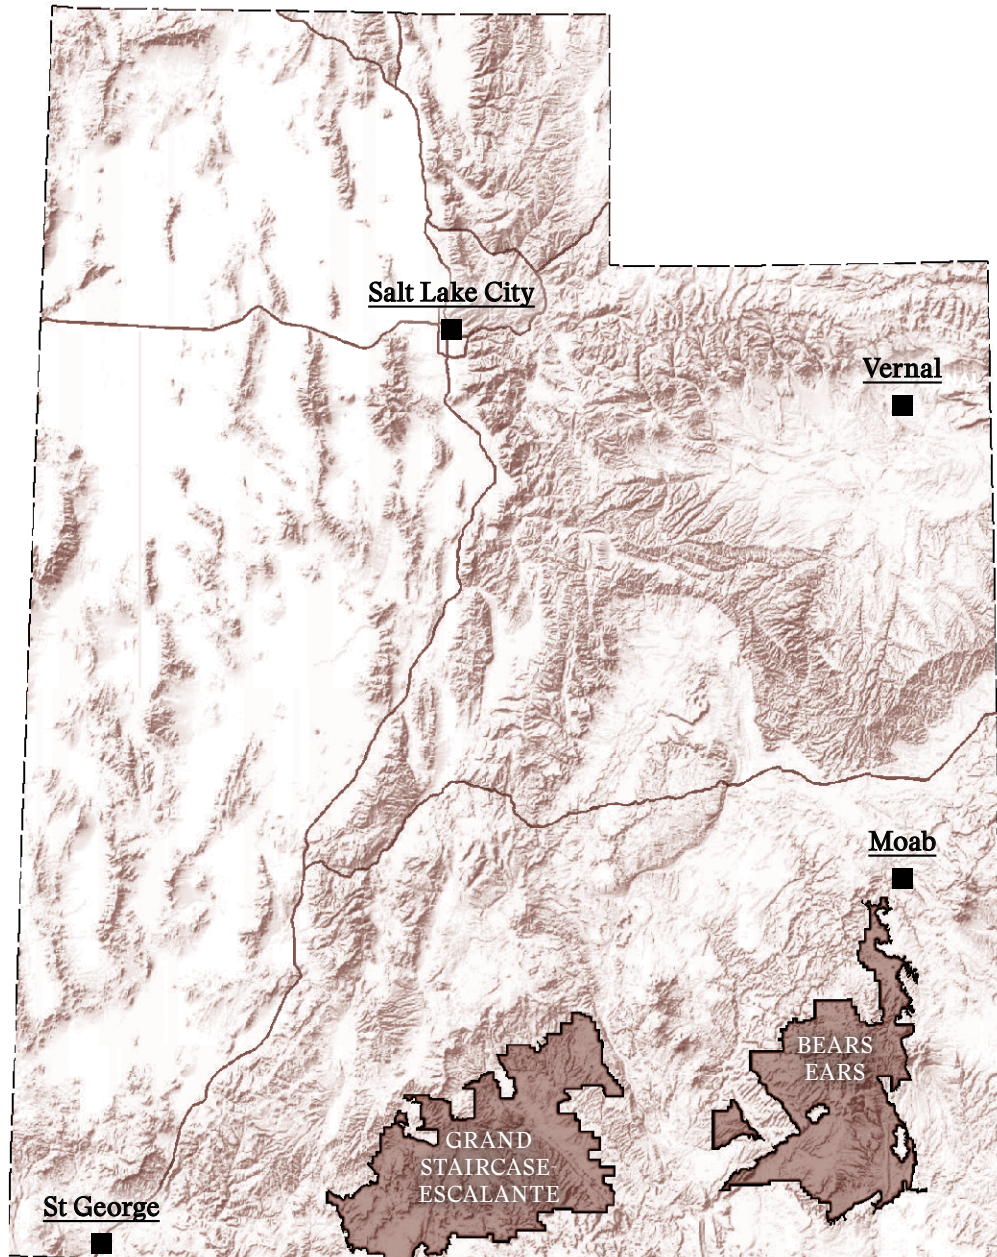 Salt Lake City
Vernal
Moab
BEARS
EARS
GRAND
STAIRCASE-
ESCALANTE
St George